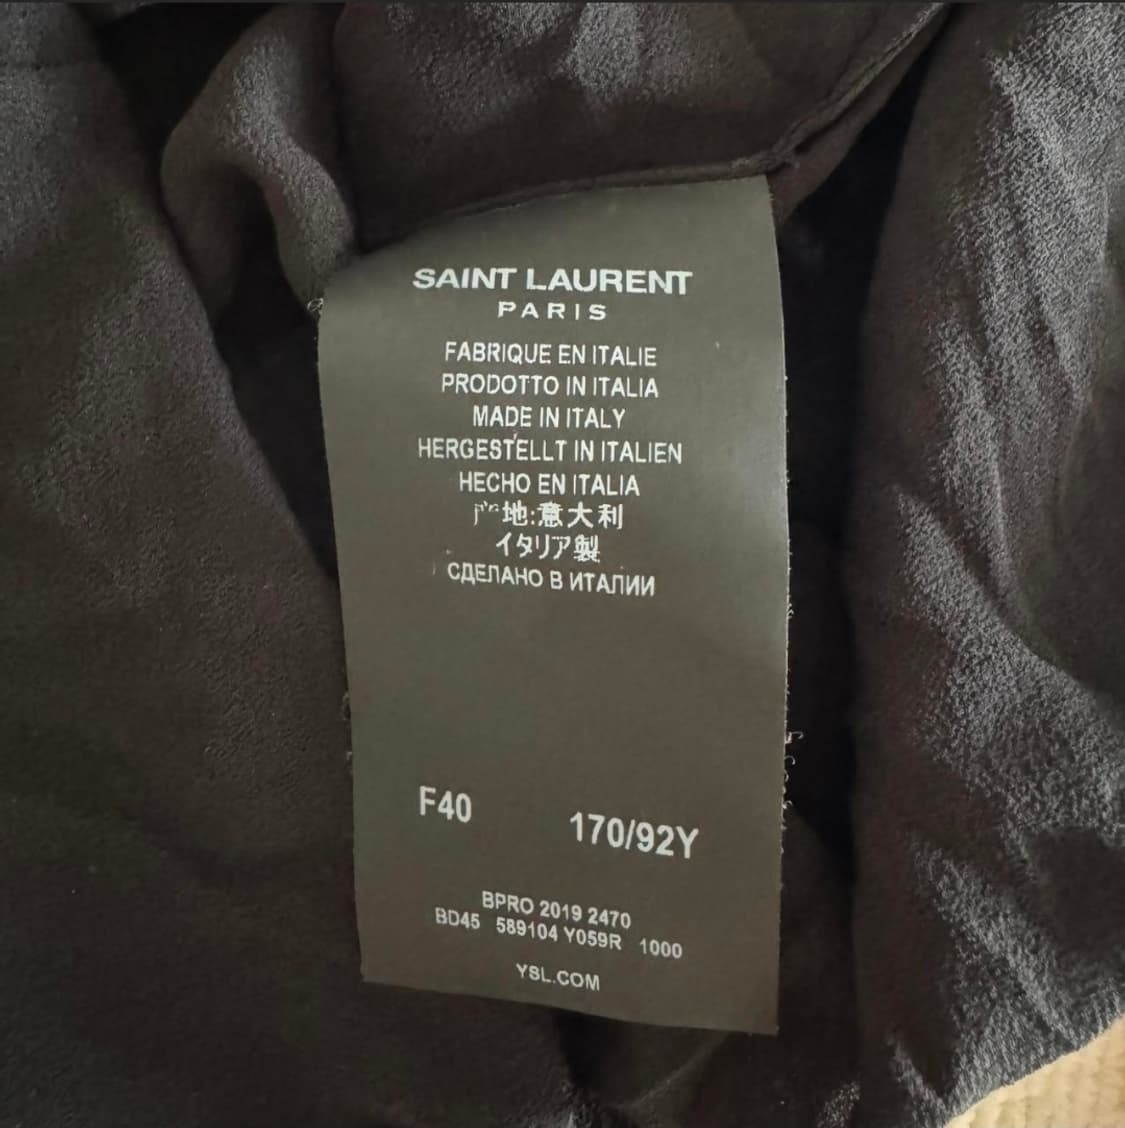 SAINT LAURENT
PARIS
FABRIQUE EN ITALIE
PRODOTTO IN ITALIA
MADE IN ITALY
HERGESTELLT IN ITALIEN
HECHO EN ITALIA
产地:意大利
イタリア製
СДЕЛАНО В ИТАЛИИ
F40 170/92Y
BPRO 2019 2470
BD45 589104 Y059R 1000
YSL.COM